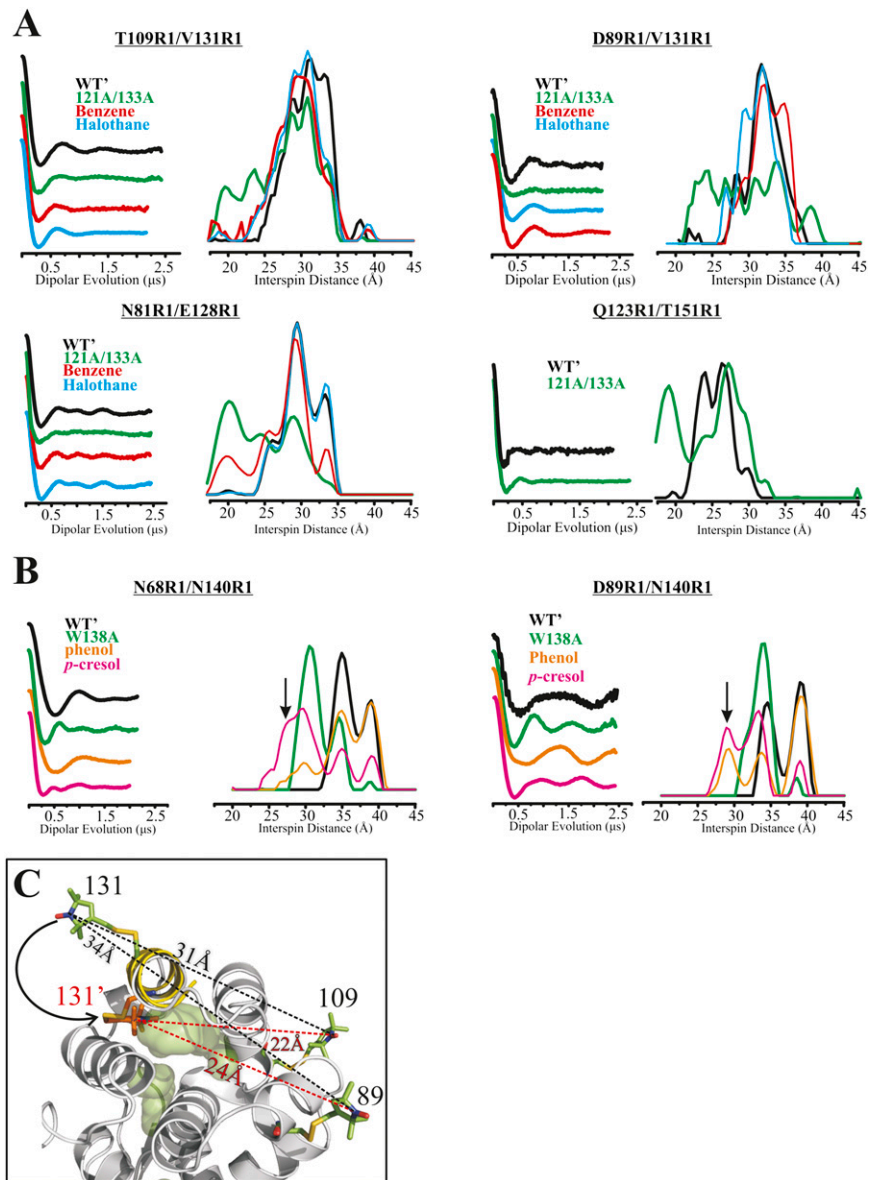 A
T109R1/V131R1
WT'
121A/133A
Benzene
Halothane
0.5 1.5 2.5
Dipolar Evolution (μs)
20 25 30 35 40 45
Interspin Distance (Å)
D89R1/V131R1
WT'
121A/133A
Halothane
Benzene
0.5 1.5 2.5
Dipolar Evolution (μs)
20 25 30 35 40 45
Interspin Distance (Å)
N81R1/E128R1
WT'
121A/133A
Benzene
Halothane
0.5 1.5 2.5
Dipolar Evolution (μs)
20 25 30 35 40 45
Interspin Distance (Å)
Q123R1/T151R1
WT'
121A/133A
0.5 1.5 2.5
Dipolar Evolution (μs)
20 25 30 35 40 45
Interspin Distance (Å)
B
N68R1/N140R1
WT'
W138A
phenol
p-cresol
0.5 1.5 2.5
Dipolar Evolution (μs)
20 25 30 35 40 45
Interspin Distance (Å)
D89R1/N140R1
WT'
W138A
Phenol
p-cresol
0.5 1.5 2.5
Dipolar Evolution (μs)
20 25 30 35 40 45
Interspin Distance (Å)
C
131
34Å
31Å
131'
109
22Å
24Å
89